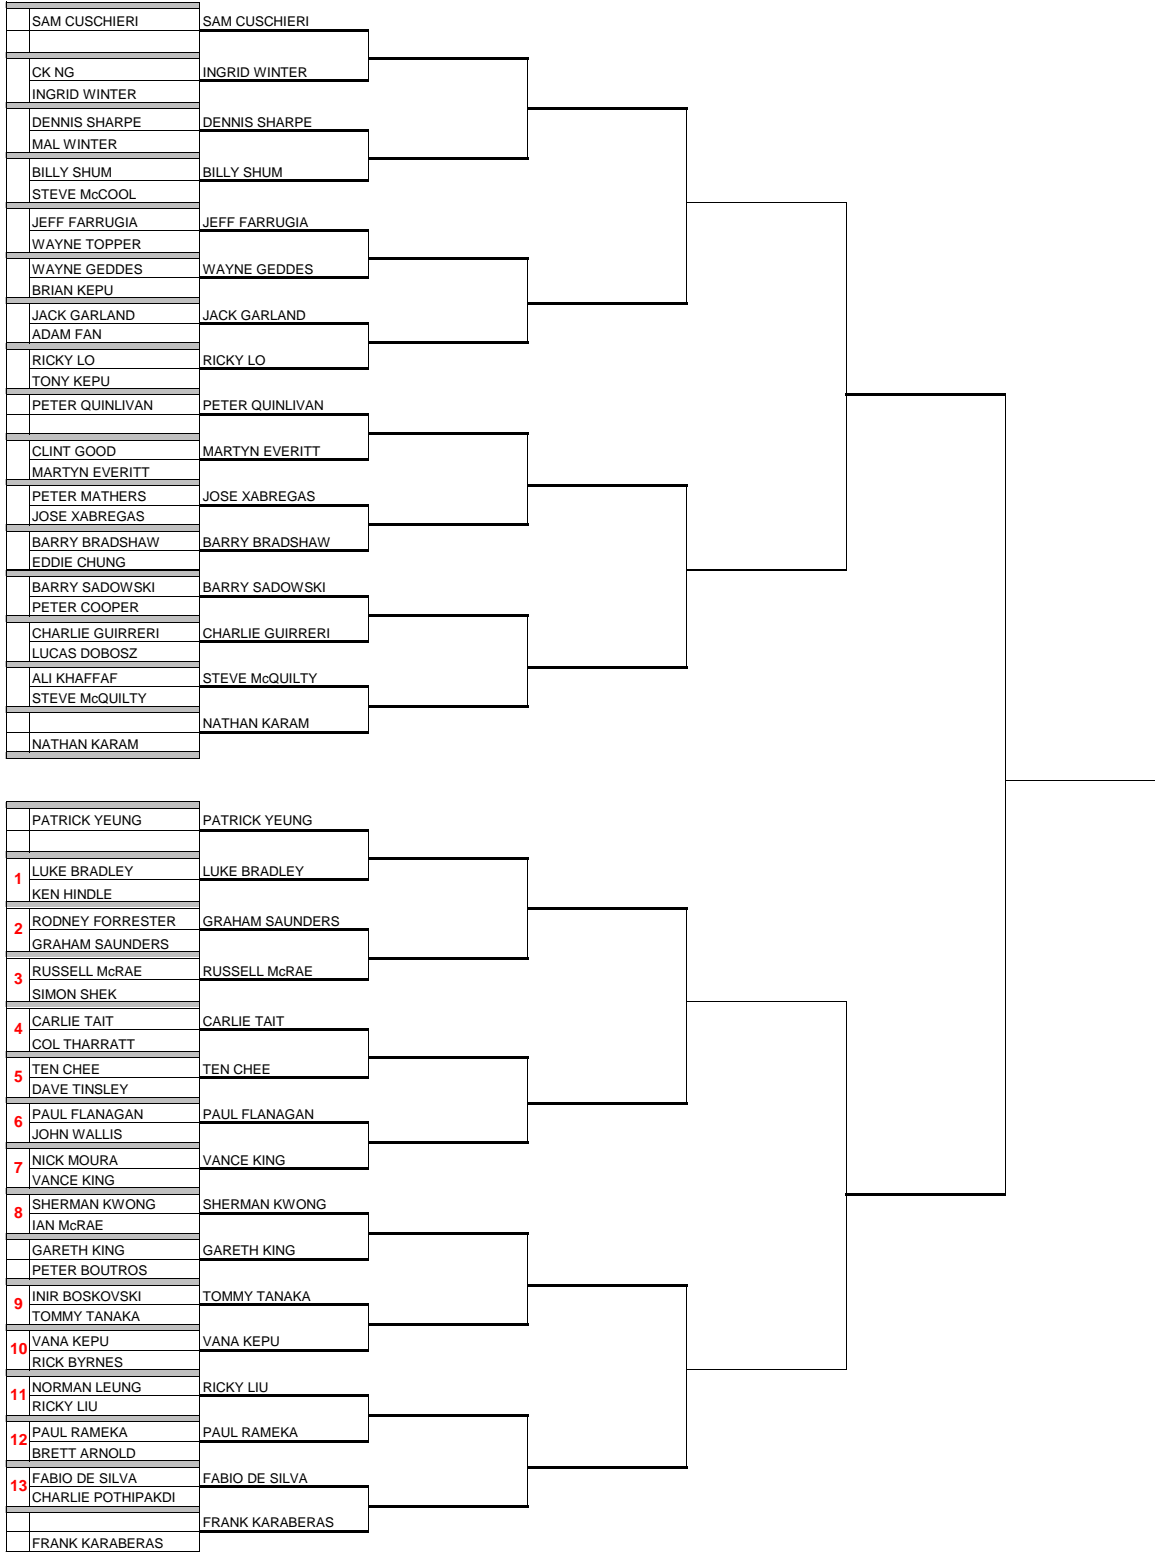 SAM CUSCHIERI SAM CUSCHIERI
CK NG INGRID WINTER
INGRID WINTER
DENNIS SHARPE DENNIS SHARPE
MAL WINTER
BILLY SHUM BILLY SHUM
STEVE McCOOL
JEFF FARRUGIA JEFF FARRUGIA
WAYNE TOPPER
WAYNE GEDDES WAYNE GEDDES
BRIAN KEPU
JACK GARLAND JACK GARLAND
ADAM FAN
RICKY LO RICKY LO
TONY KEPU
PETER QUINLIVAN PETER QUINLIVAN
CLINT GOOD MARTYN EVERITT
MARTYN EVERITT
PETER MATHERS JOSE XABREGAS
JOSE XABREGAS
BARRY BRADSHAW BARRY BRADSHAW
EDDIE CHUNG
BARRY SADOWSKI BARRY SADOWSKI
PETER COOPER
CHARLIE GUIRRERI CHARLIE GUIRRERI
LUCAS DOBOSZ
ALI KHAFFAF STEVE McQUILTY
STEVE McQUILTY
NATHAN KARAM
NATHAN KARAM
PATRICK YEUNG PATRICK YEUNG
1 LUKE BRADLEY LUKE BRADLEY
KEN HINDLE
2 RODNEY FORRESTER GRAHAM SAUNDERS
GRAHAM SAUNDERS
3 RUSSELL McRAE RUSSELL McRAE
SIMON SHEK
4 CARLIE TAIT CARLIE TAIT
COL THARRATT
5 TEN CHEE TEN CHEE
DAVE TINSLEY
6 PAUL FLANAGAN PAUL FLANAGAN
JOHN WALLIS
7 NICK MOURA VANCE KING
VANCE KING
8 SHERMAN KWONG SHERMAN KWONG
IAN McRAE
GARETH KING GARETH KING
PETER BOUTROS
9 INIR BOSKOVSKI TOMMY TANAKA
TOMMY TANAKA
10 VANA KEPU VANA KEPU
RICK BYRNES
11 NORMAN LEUNG RICKY LIU
RICKY LIU
12 PAUL RAMEKA PAUL RAMEKA
BRETT ARNOLD
13 FABIO DE SILVA FABIO DE SILVA
CHARLIE POTHIPAKDI
FRANK KARABERAS
FRANK KARABERAS